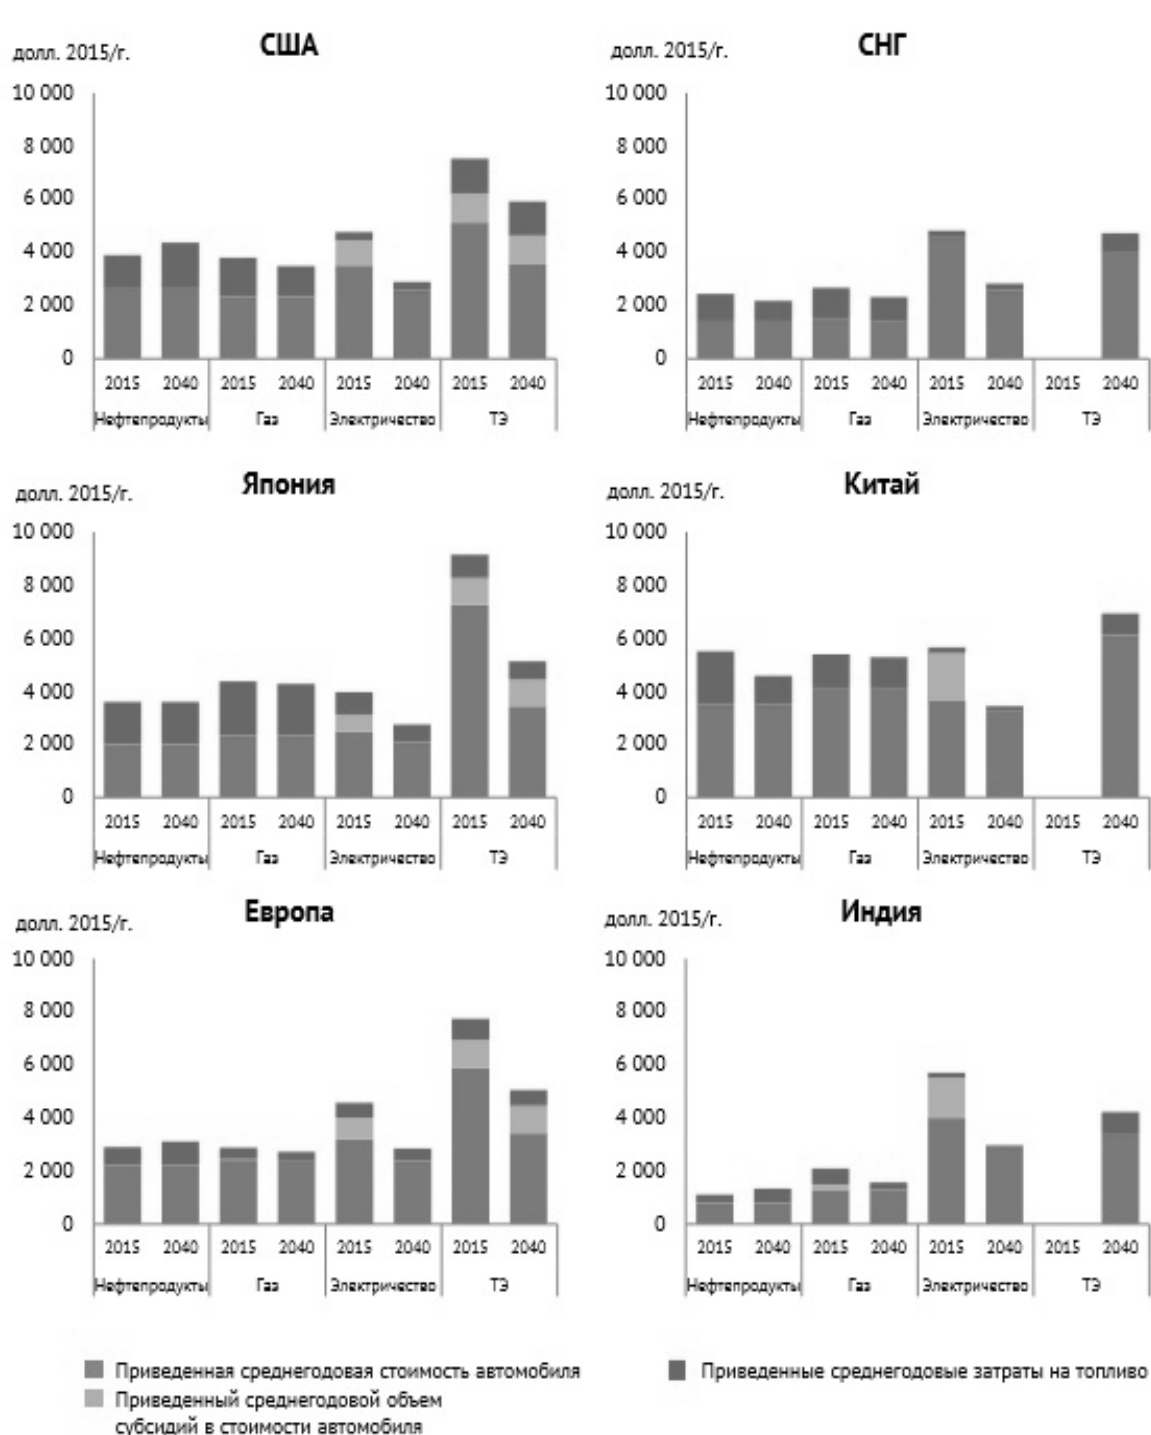 США
долл. 2015/г.
10 000
8 000
6 000
4 000
2 000
0
2015 2040 2015 2040 2015 2040 2015 2040
Нефтепродукты Газ Электричество ТЭ
СНГ
долл. 2015/г.
10 000
8 000
6 000
4 000
2 000
0
2015 2040 2015 2040 2015 2040 2015 2040
Нефтепродукты Газ Электричество ТЭ
Япония
долл. 2015/г.
10 000
8 000
6 000
4 000
2 000
0
2015 2040 2015 2040 2015 2040 2015 2040
Нефтепродукты Газ Электричество ТЭ
Китай
долл. 2015/г.
10 000
8 000
6 000
4 000
2 000
0
2015 2040 2015 2040 2015 2040 2015 2040
Нефтепродукты Газ Электричество ТЭ
Европа
долл. 2015/г.
10 000
8 000
6 000
4 000
2 000
0
2015 2040 2015 2040 2015 2040 2015 2040
Нефтепродукты Газ Электричество ТЭ
Индия
долл. 2015/г.
10 000
8 000
6 000
4 000
2 000
0
2015 2040 2015 2040 2015 2040 2015 2040
Нефтепродукты Газ Электричество ТЭ
Приведенная среднегодовая стоимость автомобиля
Приведенный среднегодовой объем
субсидий в стоимости автомобиля
Приведенные среднегодовые затраты на топливо